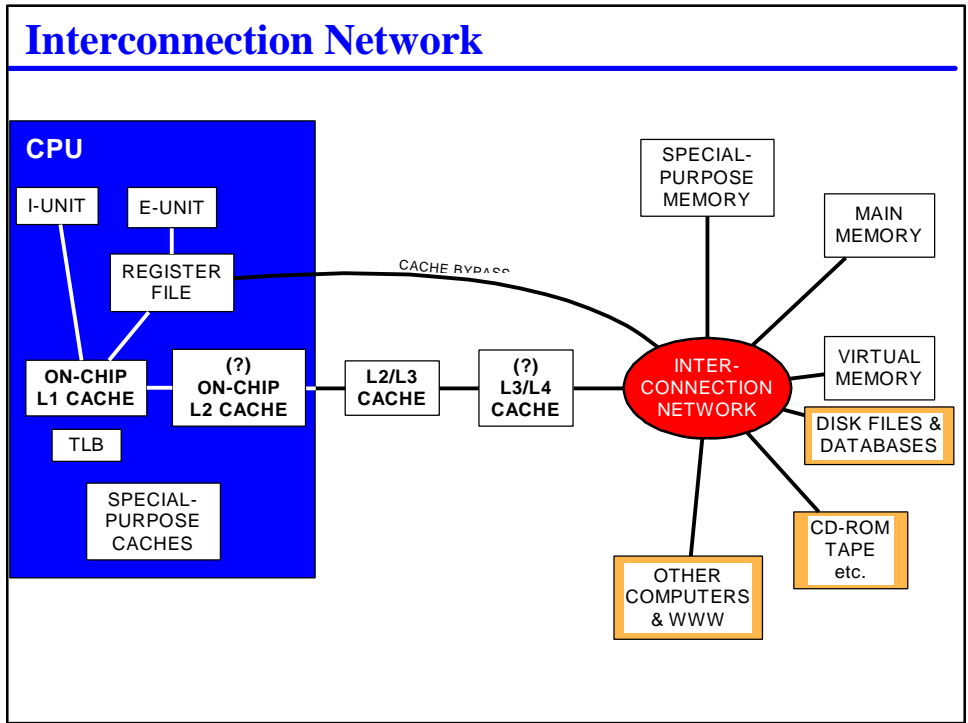 Interconnection Network
CPU
I-UNIT
E-UNIT
REGISTER
FILE
ON-CHIP
L1 CACHE
(?)
ON-CHIP
L2 CACHE
TLB
SPECIAL-
PURPOSE
CACHES
CACHE BYPASS
L2/L3
CACHE
(?)
L3/L4
CACHE
INTER-
CONNECTION
NETWORK
SPECIAL-
PURPOSE
MEMORY
MAIN
MEMORY
VIRTUAL
MEMORY
DISK FILES &
DATABASES
CD-ROM
TAPE
etc.
OTHER
COMPUTERS
& WWW